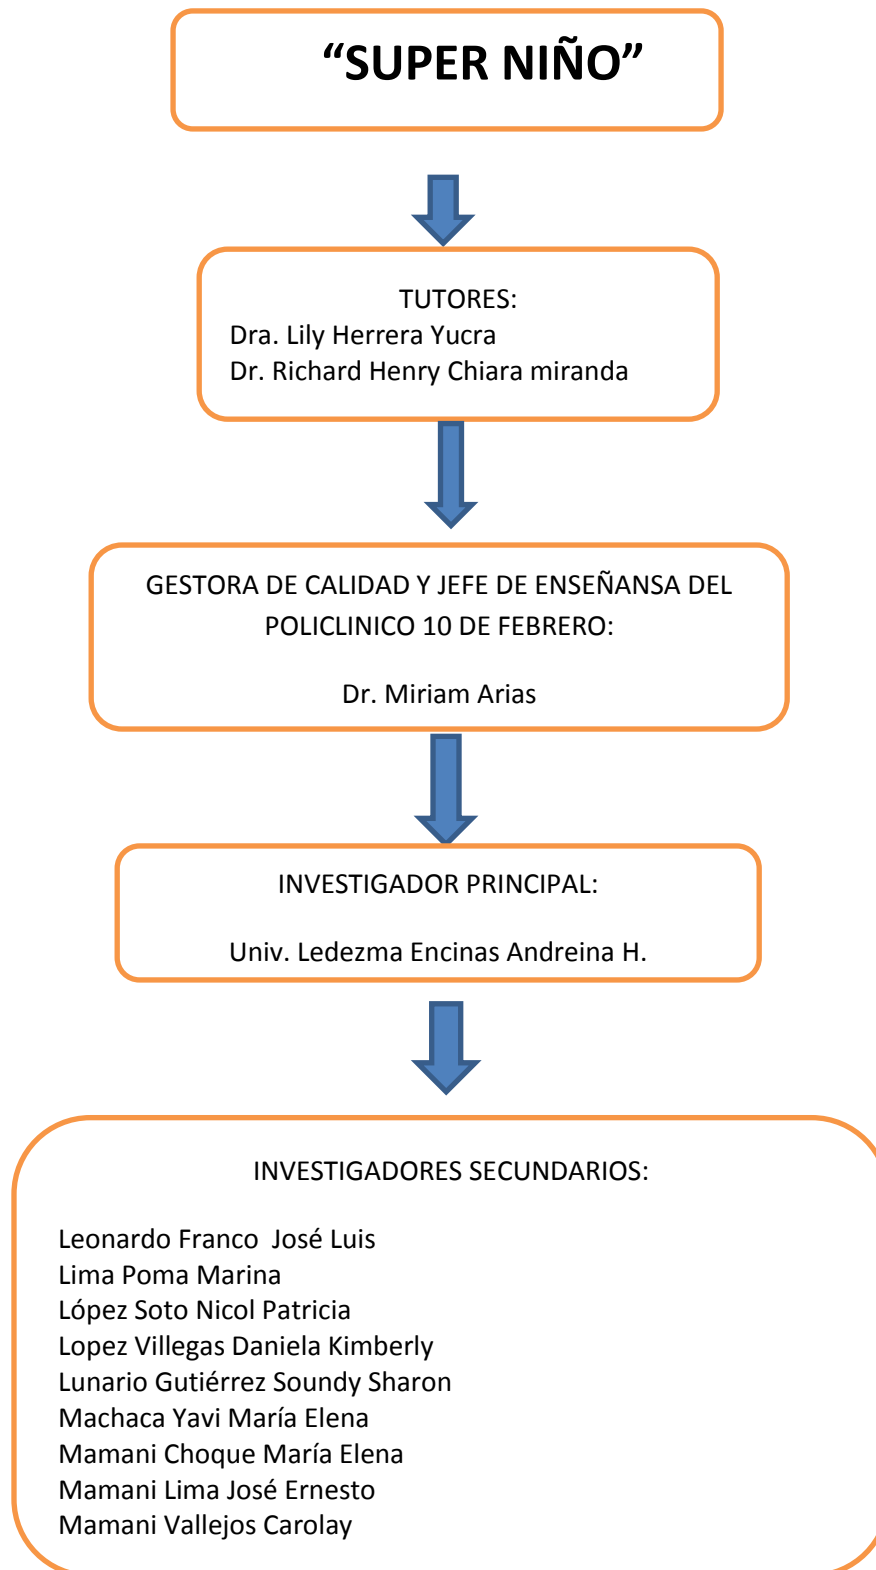 “SUPER NIÑO”
TUTORES:
Dra. Lily Herrera Yucra
Dr. Richard Henry Chiara miranda
GESTORA DE CALIDAD Y JEFE DE ENSEÑANSA DEL
POLICLINICO 10 DE FEBRERO:
Dr. Miriam Arias
INVESTIGADOR PRINCIPAL:
Univ. Ledezma Encinas Andreina H.
INVESTIGADORES SECUNDARIOS:
Leonardo Franco  José Luis
Lima Poma Marina
López Soto Nicol Patricia
Lopez Villegas Daniela Kimberly
Lunario Gutiérrez Soundy Sharon
Machaca Yavi María Elena
Mamani Choque María Elena
Mamani Lima José Ernesto
Mamani Vallejos Carolay